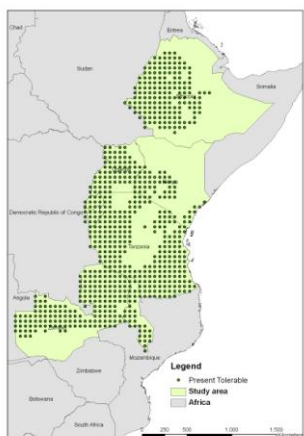 Chad
Eritrea
Sudan
Somalia
Democratic Republic of Congo
Tanzania
Angola
Mozambique
Zimbabwe
Botswana
South Africa
Legend
Present Tolerable
Study area
Africa
0 250 500 1,000 1,500